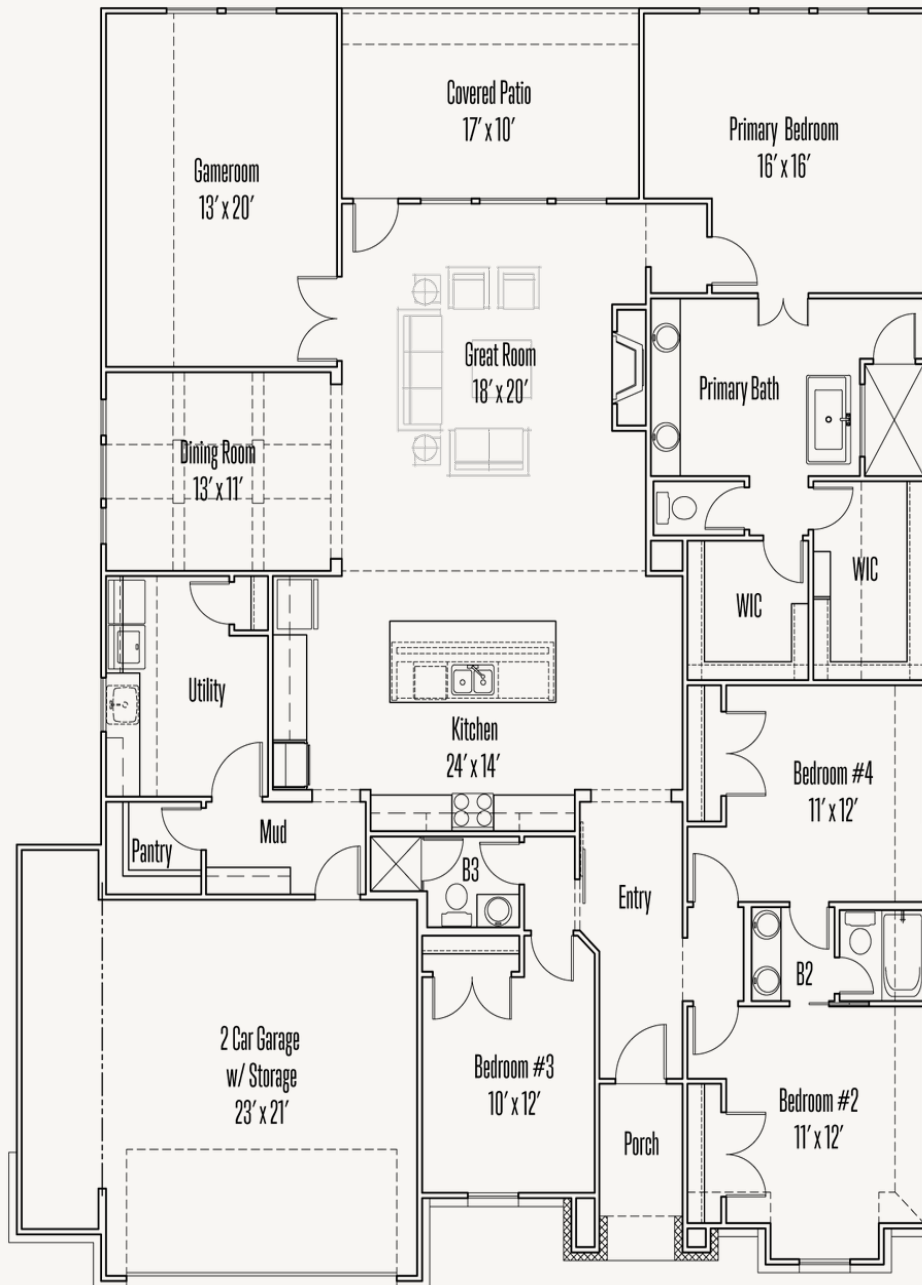 Covered Patio
17' x 10'
Primary Bedroom
16' x 16'
Gameroom
13' x 20'
Great Room
18' x 20'
Primary Bath
Dining Room
13' x 11'
WIC
WIC
Utility
Kitchen
24' x 14'
Bedroom #4
11' x 12'
Pantry
Mud
B3
Entry
B2
2 Car Garage
w/ Storage
23' x 21'
Bedroom #3
10' x 12'
Porch
Bedroom #2
11' x 12'